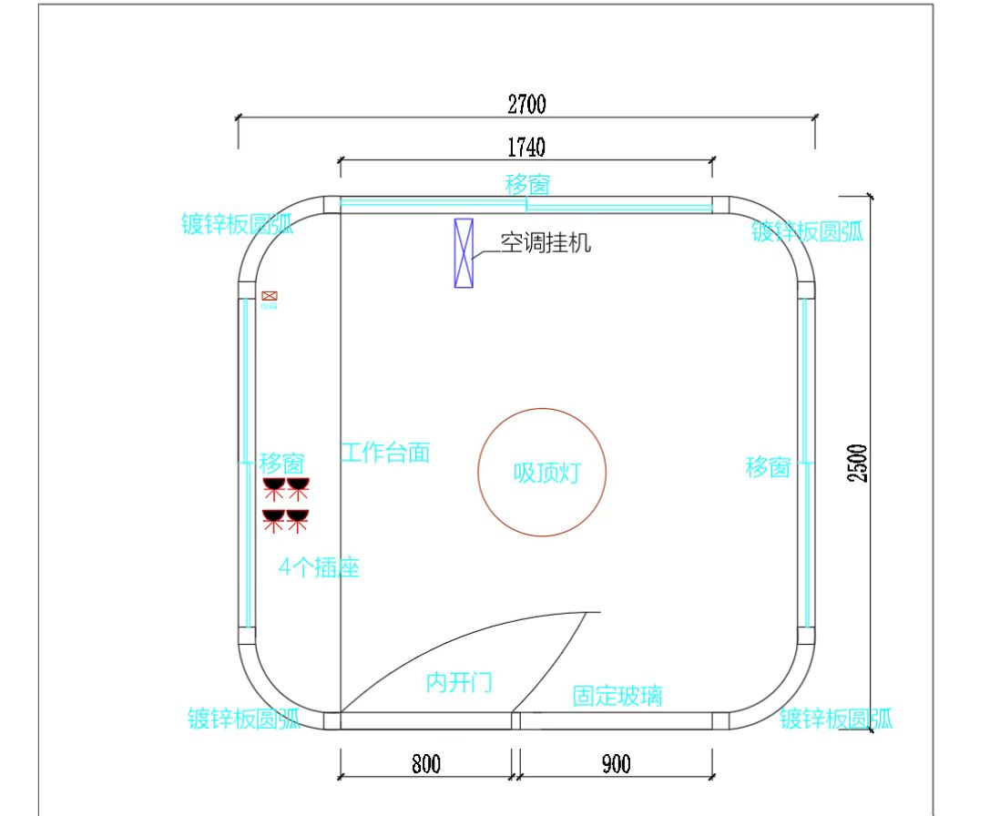 2700
1740
移窗
镀锌板圆弧
镀锌板圆弧
空调挂机
电箱
工作台面
移窗
吸顶灯
移窗
2500
4个插座
内开门
固定玻璃
镀锌板圆弧
镀锌板圆弧
800
900